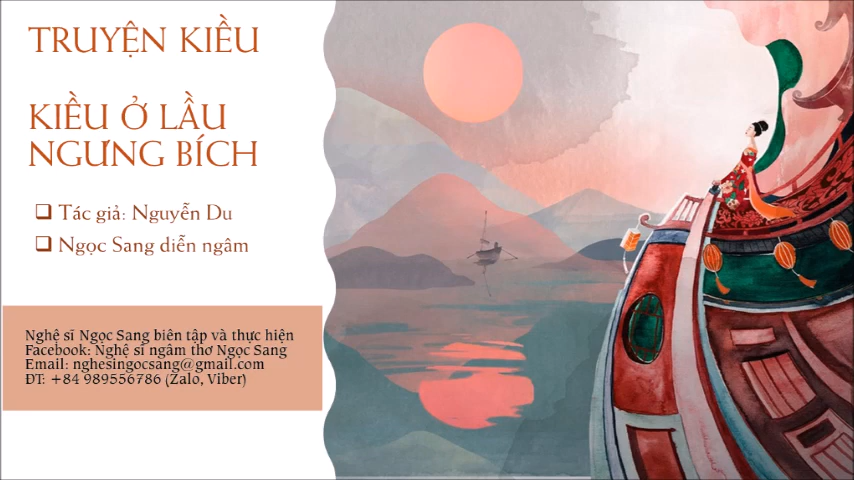 TRUYỆN KIỀU
KIỀU Ở LẦU
NGƯNG BÍCH
❑ Tác giả: Nguyễn Du
❑ Ngọc Sang diễn ngâm
Nghệ sĩ Ngọc Sang biên tập và thực hiện
Facebook: Nghệ sĩ ngâm thơ Ngọc Sang
Email: nghesingocsang@gmail.com
ĐT: +84 989556786 (Zalo, Viber)